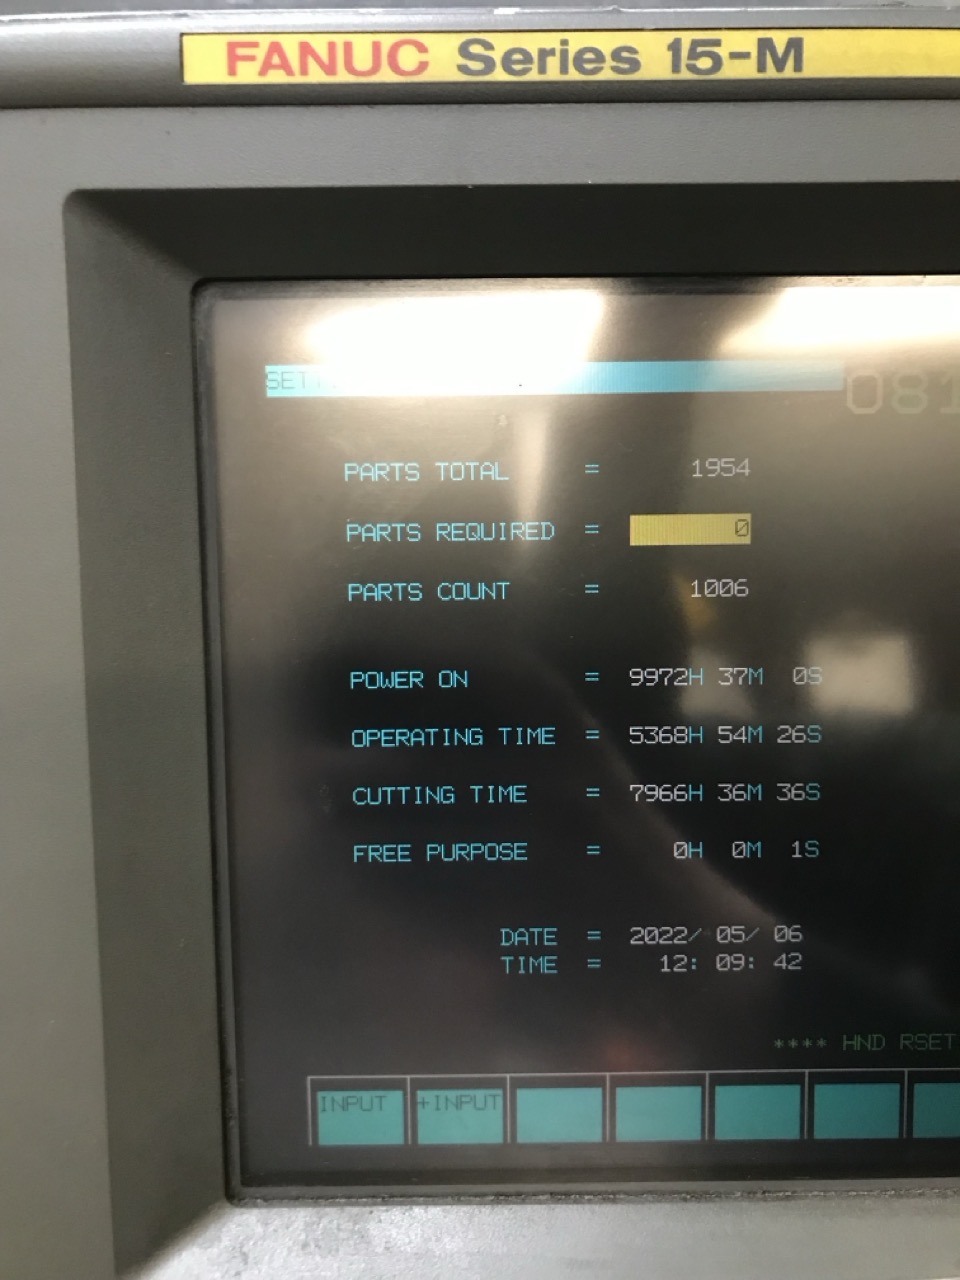 FANUC Series 15-M
SET
081
PARTS TOTAL = 1954
PARTS REQUIRED = 0
PARTS COUNT = 1006
POWER ON = 9972H 37M 0S
OPERATING TIME = 5368H 54M 26S
CUTTING TIME = 7966H 36M 36S
FREE PURPOSE = 0H 0M 1S
DATE = 2022/ 05/ 06
TIME = 12: 09: 42
**** HND RSET
INPUT +INPUT